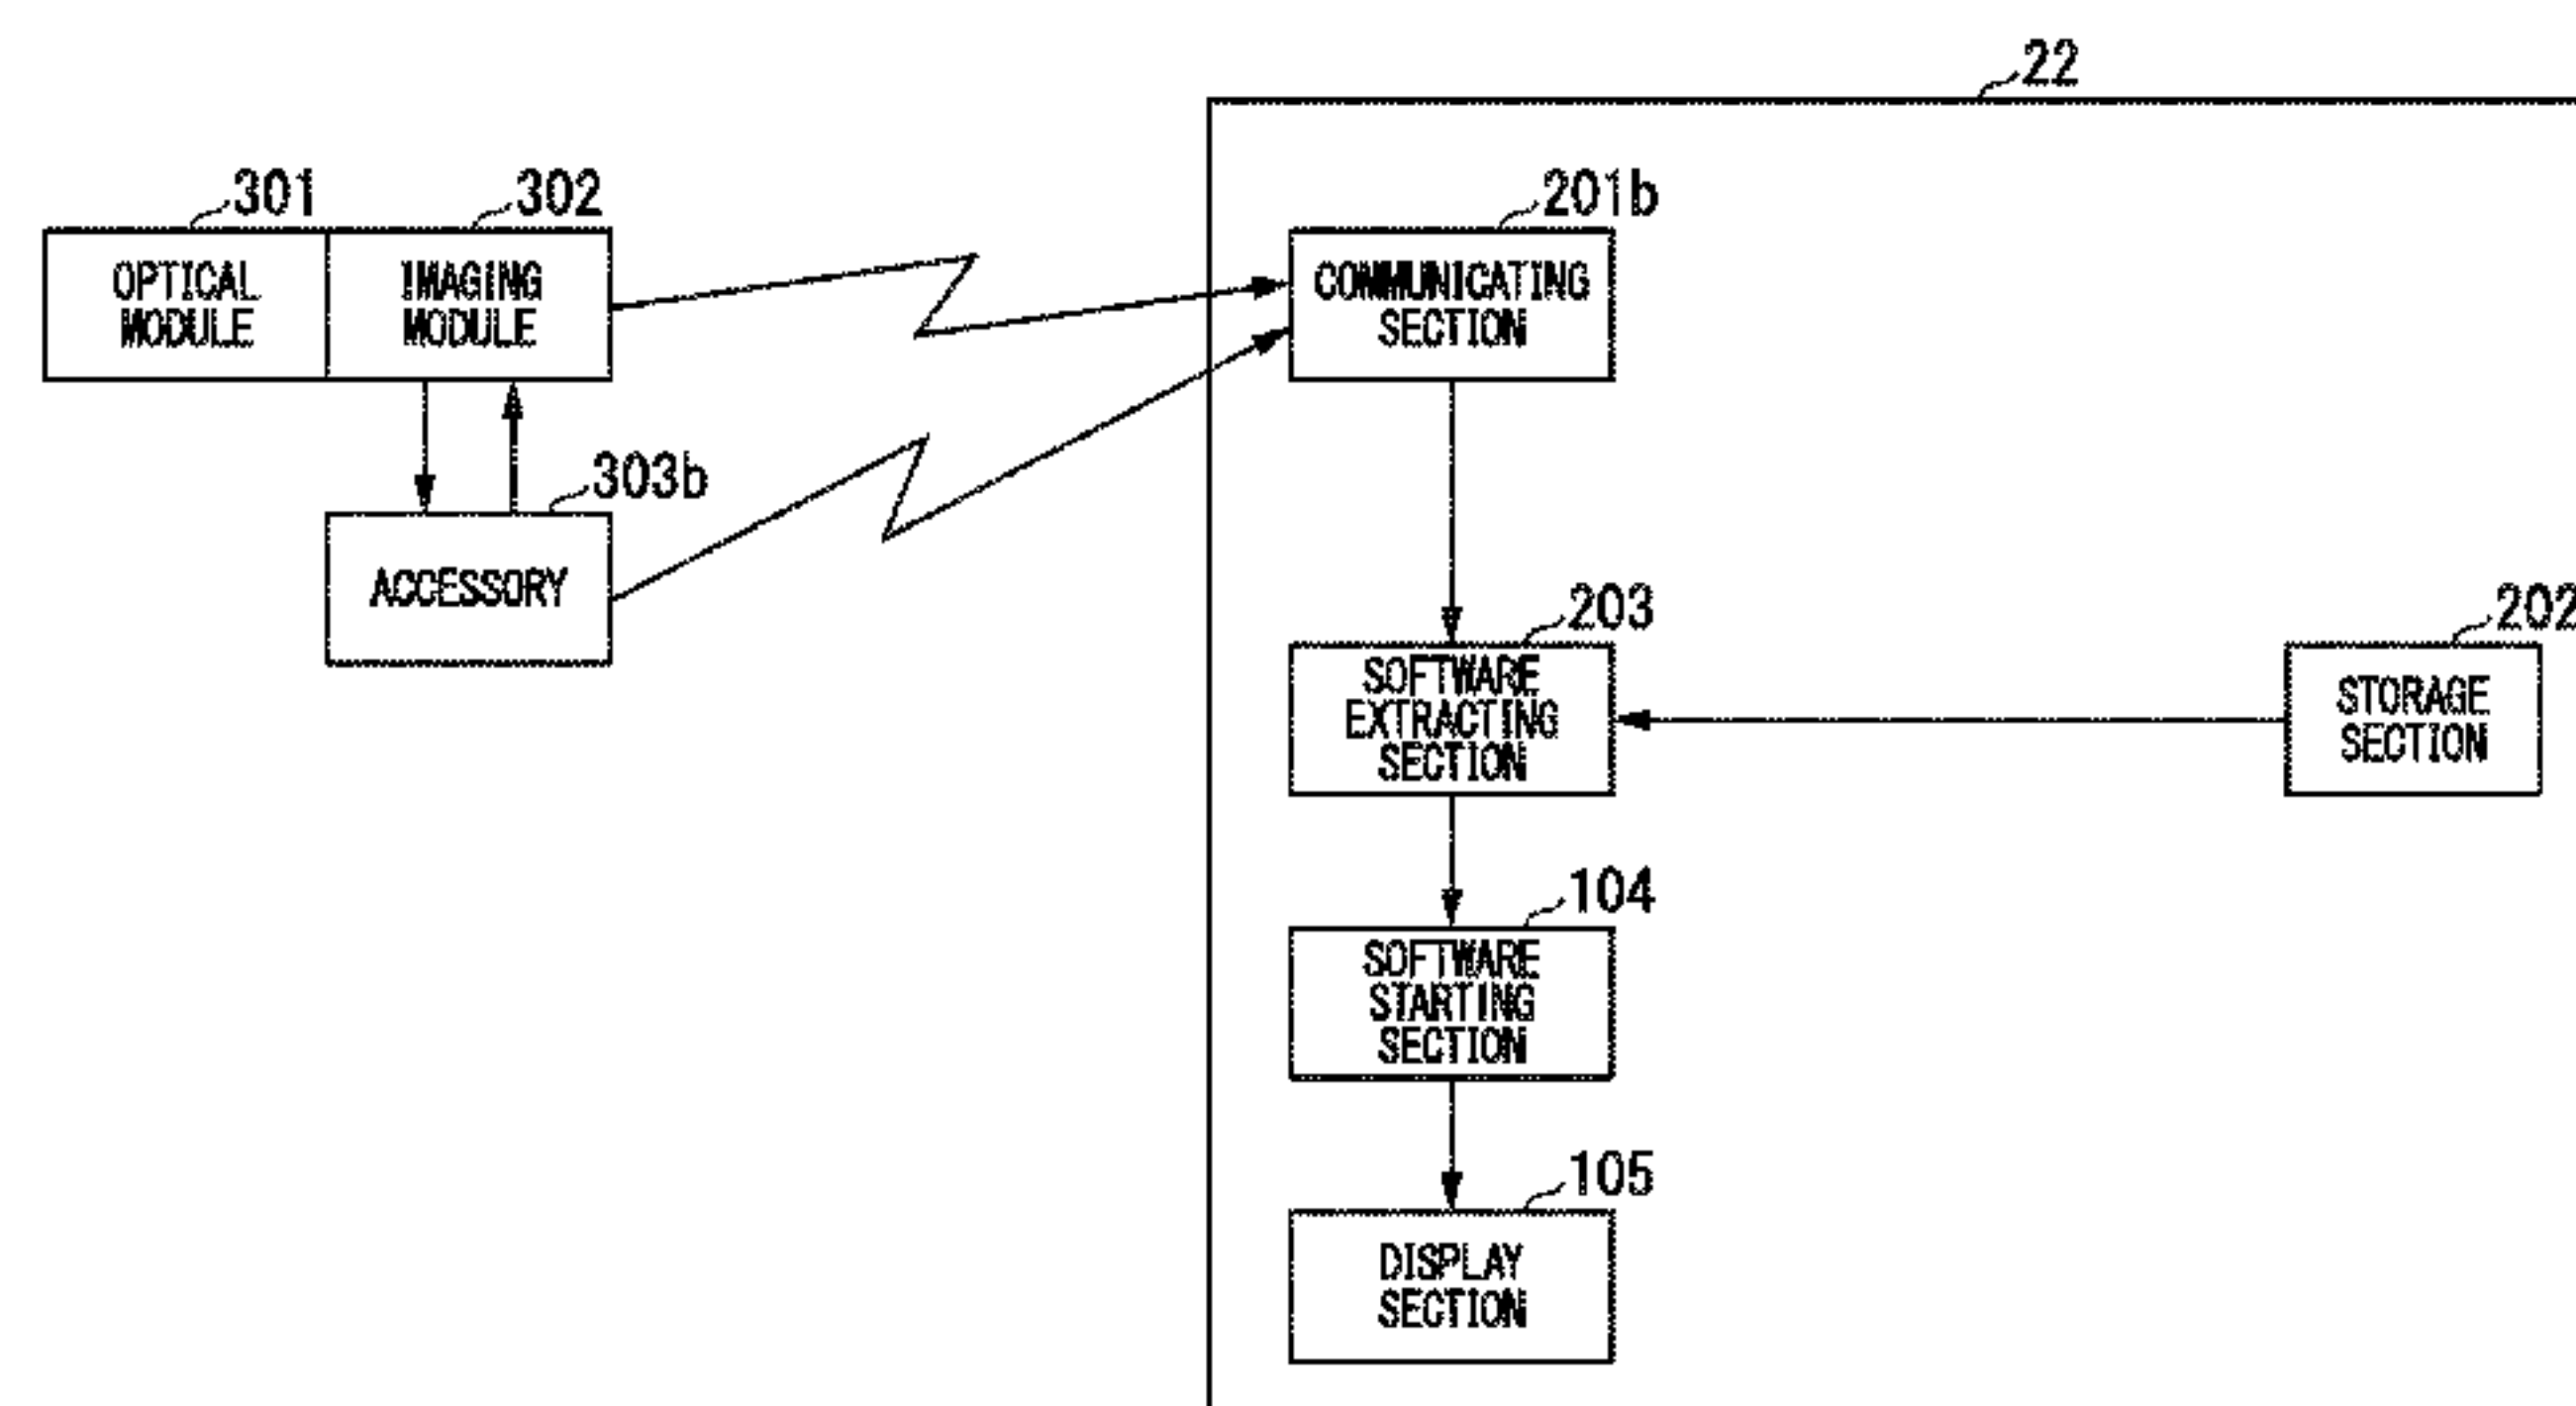 22
301
302
201b
OPTICAL
MODULE
IMAGING
MODULE
COMMUNICATING
SECTION
303b
ACCESSORY
203
202
SOFTWARE
EXTRACTING
SECTION
STORAGE
SECTION
104
SOFTWARE
STARTING
SECTION
105
DISPLAY
SECTION